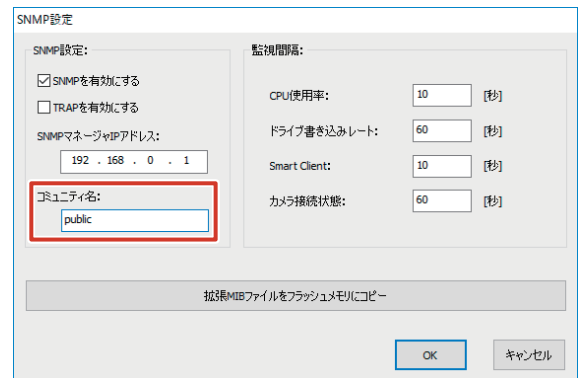 SNMP設定
SNMP設定:
SNMPを有効にする
TRAPを有効にする
SNMPマネージャIPアドレス:
192 . 168 . 0 . 1
コミュニティ名:
public
監視間隔:
CPU使用率: 10 [秒]
ドライブ書き込みレート: 60 [秒]
Smart Client: 10 [秒]
カメラ接続状態: 60 [秒]
拡張MIBファイルをフラッシュメモリにコピー
OK キャンセル